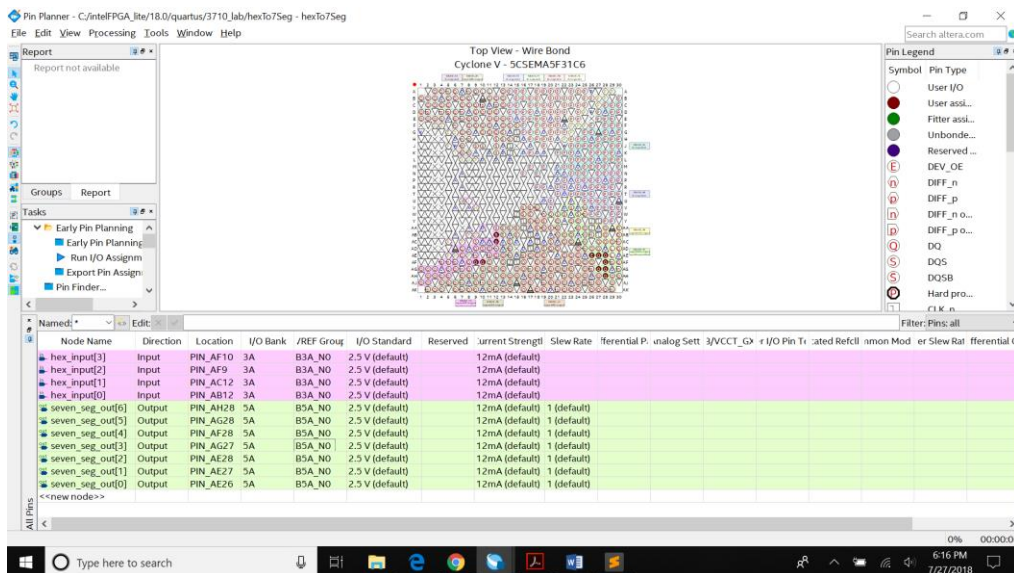 Pin Planner - C:/intelFPGA_lite/18.0/quartus/3710_lab/hexTo7Seg - hexTo7Seg
File Edit View Processing Tools Window Help
Search altera.com
Report
Report not available
Groups Report
Tasks
Early Pin Planning
Early Pin Planning
Run I/O Assignm
Export Pin Assign
Pin Finder...
Top View - Wire Bond
Cyclone V - 5CSEMA5F31C6
Pin Legend
Symbol Pin Type
User I/O
User assi...
Fitter assi...
Unbonde...
Reserved ...
E DEV_OE
n DIFF_n
p DIFF_p
n DIFF_n o...
p DIFF_p o...
Q DQ
S DQS
S DQSB
P Hard pro...
CLK_n
Named: * Edit:
Filter: Pins: all
Node Name Direction Location I/O Bank /REF Group I/O Standard Reserved Current Strengtl Slew Rate
hex_input[3] Input PIN_AF10 3A B3A_N0 2.5 V (default) 12mA (default)
hex_input[2] Input PIN_AF9 3A B3A_N0 2.5 V (default) 12mA (default)
hex_input[1] Input PIN_AC12 3A B3A_N0 2.5 V (default) 12mA (default)
hex_input[0] Input PIN_AB12 3A B3A_N0 2.5 V (default) 12mA (default)
seven_seg_out[6] Output PIN_AH28 5A B5A_N0 2.5 V (default) 12mA (default) 1 (default)
seven_seg_out[5] Output PIN_AG28 5A B5A_N0 2.5 V (default) 12mA (default) 1 (default)
seven_seg_out[4] Output PIN_AF28 5A B5A_N0 2.5 V (default) 12mA (default) 1 (default)
seven_seg_out[3] Output PIN_AG27 5A B5A_N0 2.5 V (default) 12mA (default) 1 (default)
seven_seg_out[2] Output PIN_AE28 5A B5A_N0 2.5 V (default) 12mA (default) 1 (default)
seven_seg_out[1] Output PIN_AE27 5A B5A_N0 2.5 V (default) 12mA (default) 1 (default)
seven_seg_out[0] Output PIN_AE26 5A B5A_N0 2.5 V (default) 12mA (default) 1 (default)
<<new node>>
All Pins
0% 00:00:0
Type here to search
6:16 PM
7/27/2018